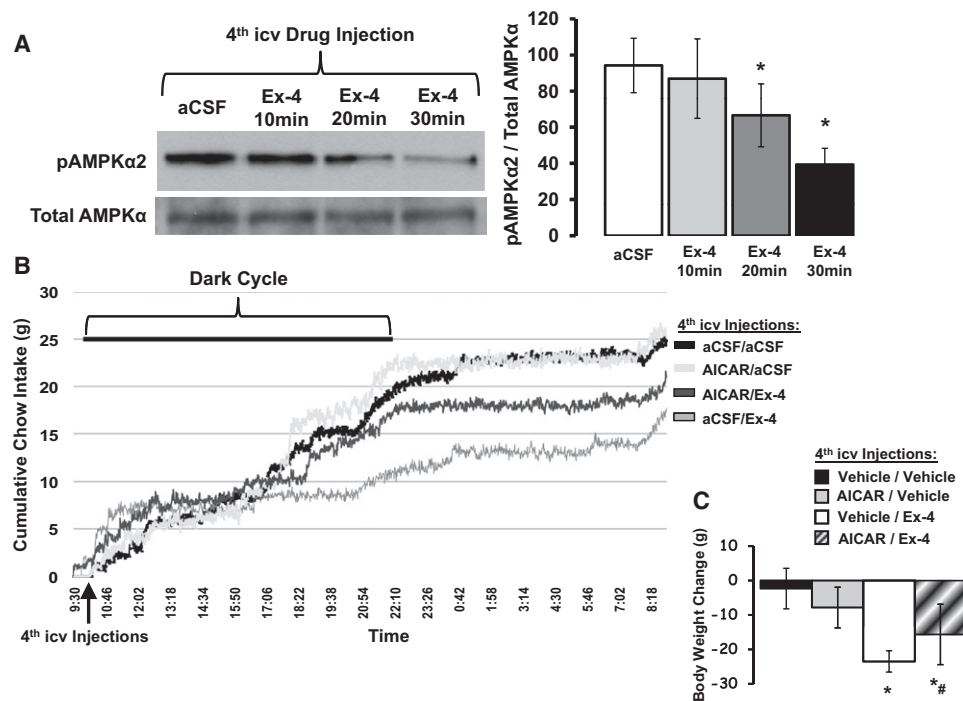 A
4th icv Drug Injection
aCSF
Ex-4 10min
Ex-4 20min
Ex-4 30min
pAMPKα2
Total AMPKα
pAMPKα2 / Total AMPKα
120
100
80
60
40
20
0
*
*
aCSF
Ex-4 10min
Ex-4 20min
Ex-4 30min
B
Dark Cycle
Cumulative Chow Intake (g)
30
25
20
15
10
5
0
9:30
10:46
12:02
13:18
14:34
15:50
17:06
18:22
19:38
20:54
22:10
23:26
0:42
1:58
3:14
4:30
5:46
7:02
8:18
4th icv Injections
Time
4th icv Injections:
aCSF/aCSF
AICAR/aCSF
AICAR/Ex-4
aCSF/Ex-4
C
4th icv Injections:
Vehicle / Vehicle
AICAR / Vehicle
Vehicle / Ex-4
AICAR / Ex-4
Body Weight Change (g)
10
0
-10
-20
-30
*
*#